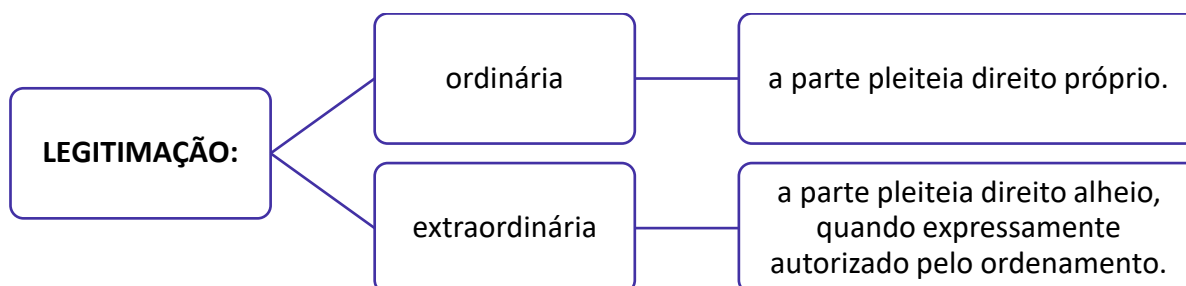 LEGITIMAÇÃO:
ordinária
a parte pleiteia direito próprio.
extraordinária
a parte pleiteia direito alheio,
quando expressamente
autorizado pelo ordenamento.